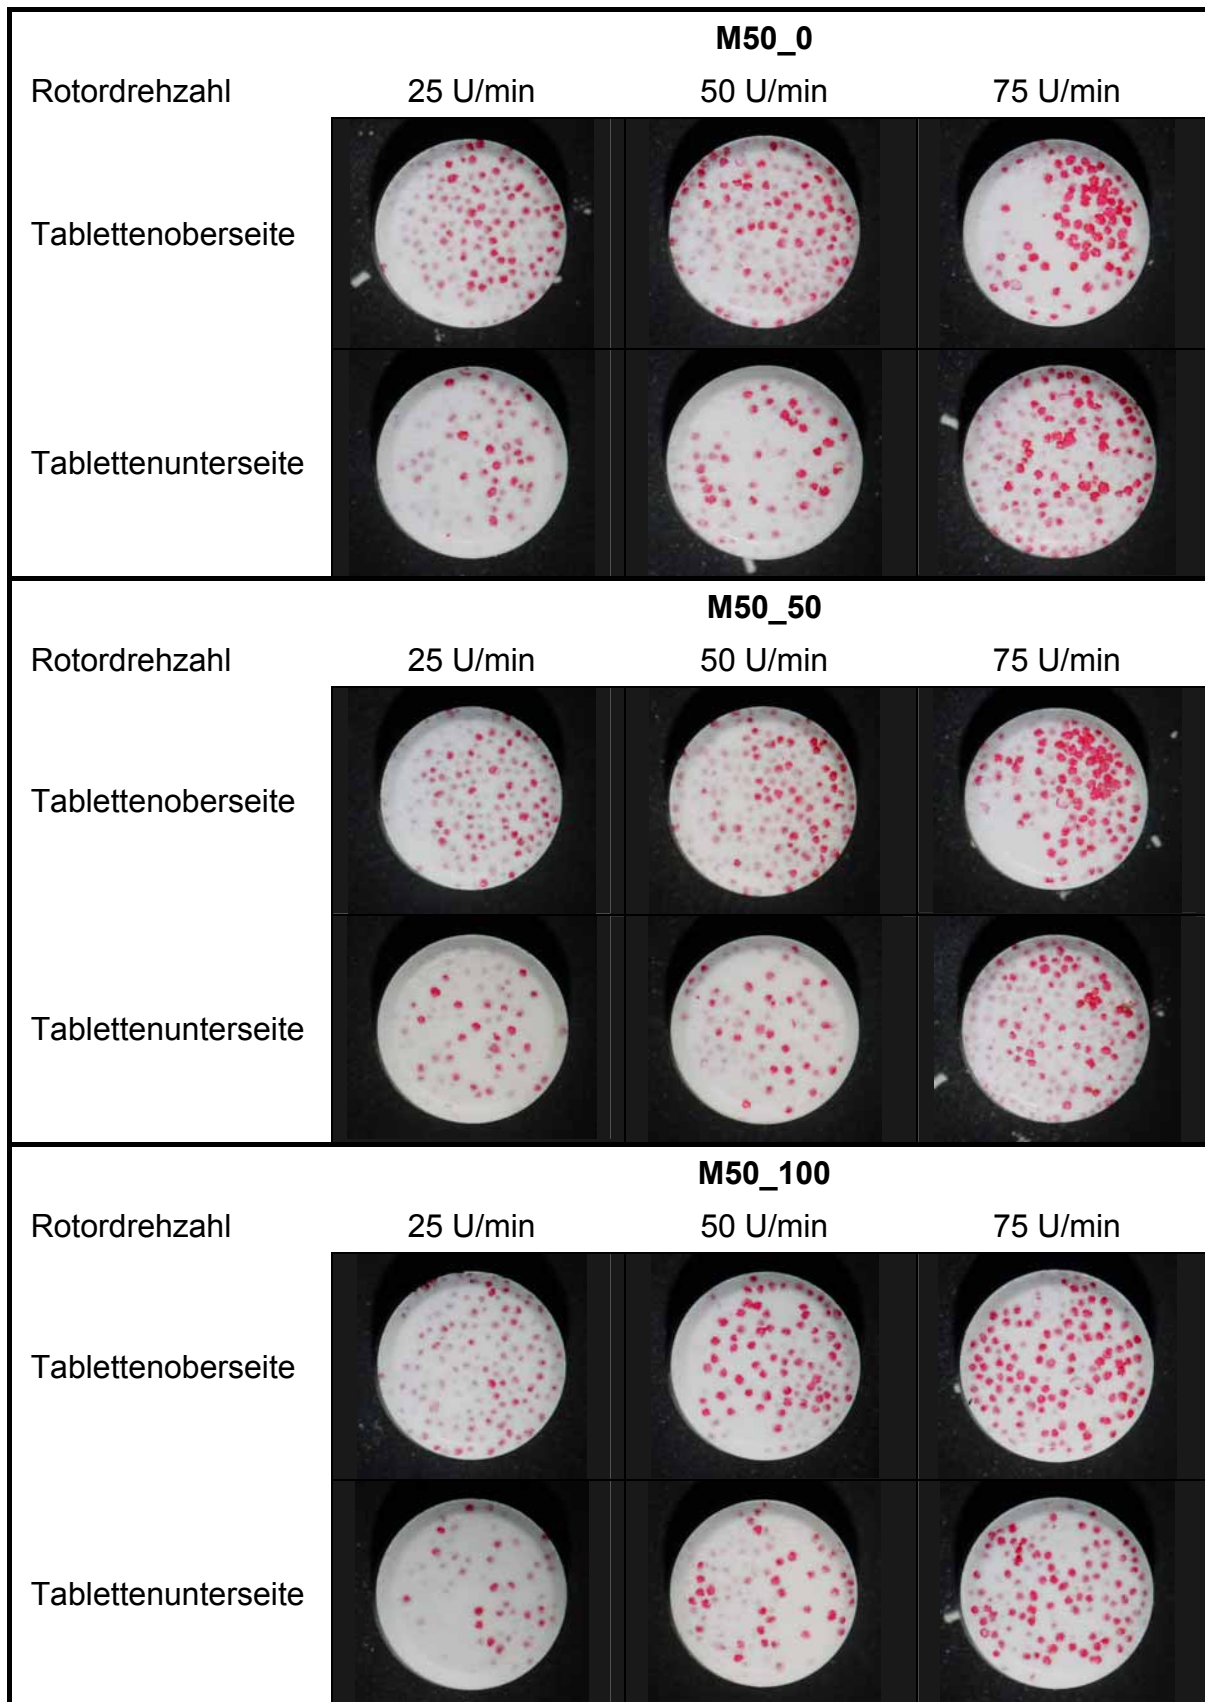 M50_0
Rotordrehzahl 25 U/min 50 U/min 75 U/min
Tablettenoberseite
Tablettenunterseite
M50_50
Rotordrehzahl 25 U/min 50 U/min 75 U/min
Tablettenoberseite
Tablettenunterseite
M50_100
Rotordrehzahl 25 U/min 50 U/min 75 U/min
Tablettenoberseite
Tablettenunterseite